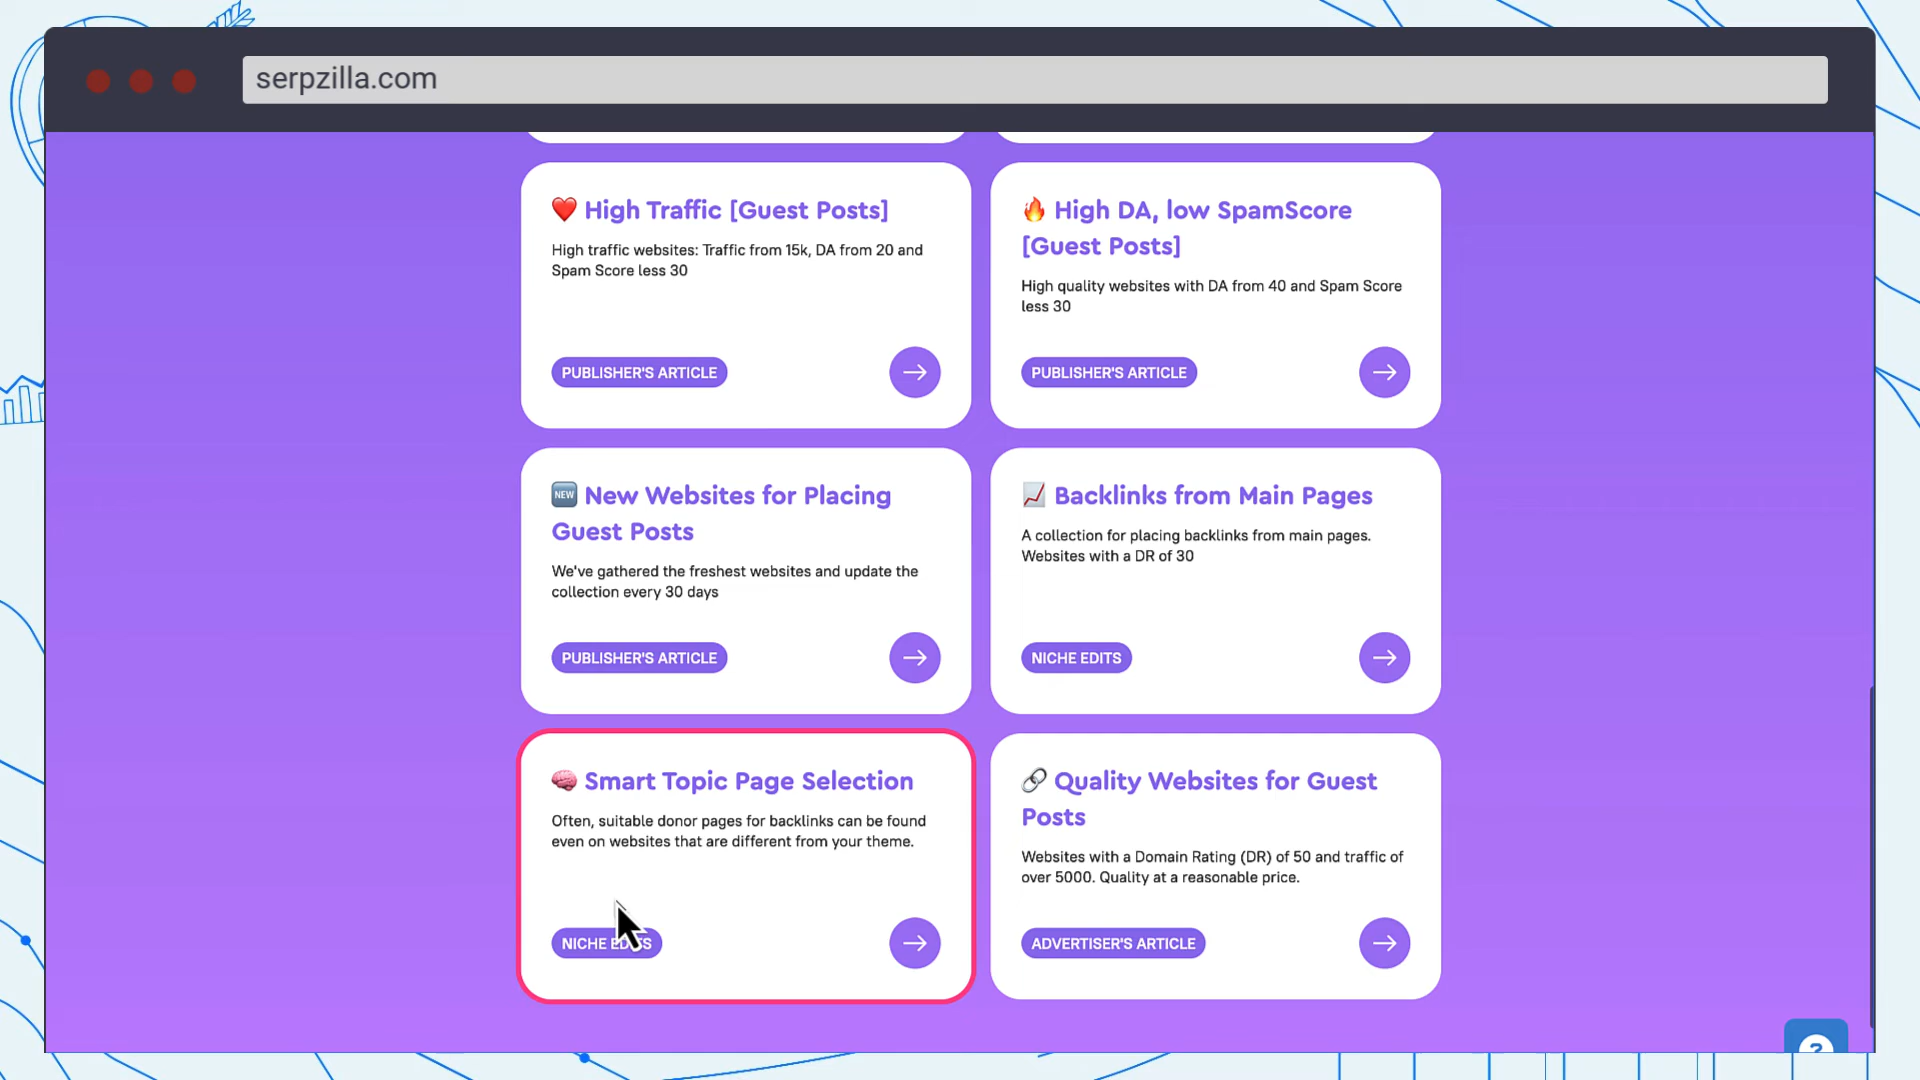 serpzilla.com
❤️ High Traffic [Guest Posts]
High traffic websites: Traffic from 15k, DA from 20 and
Spam Score less 30
PUBLISHER'S ARTICLE
🔥 High DA, low SpamScore
[Guest Posts]
High quality websites with DA from 40 and Spam Score
less 30
PUBLISHER'S ARTICLE
🆕 New Websites for Placing
Guest Posts
We've gathered the freshest websites and update the
collection every 30 days
PUBLISHER'S ARTICLE
📈 Backlinks from Main Pages
A collection for placing backlinks from main pages.
Websites with a DR of 30
NICHE EDITS
🧠 Smart Topic Page Selection
Often, suitable donor pages for backlinks can be found
even on websites that are different from your theme.
NICHE EDITS
🔗 Quality Websites for Guest
Posts
Websites with a Domain Rating (DR) of 50 and traffic of
over 5000. Quality at a reasonable price.
ADVERTISER'S ARTICLE
?